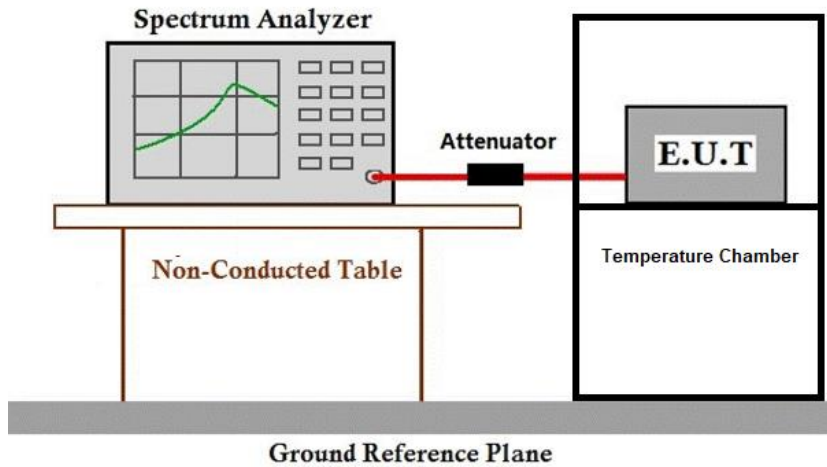 Spectrum Analyzer
Attenuator
E.U.T
Non-Conducted Table
Temperature Chamber
Ground Reference Plane